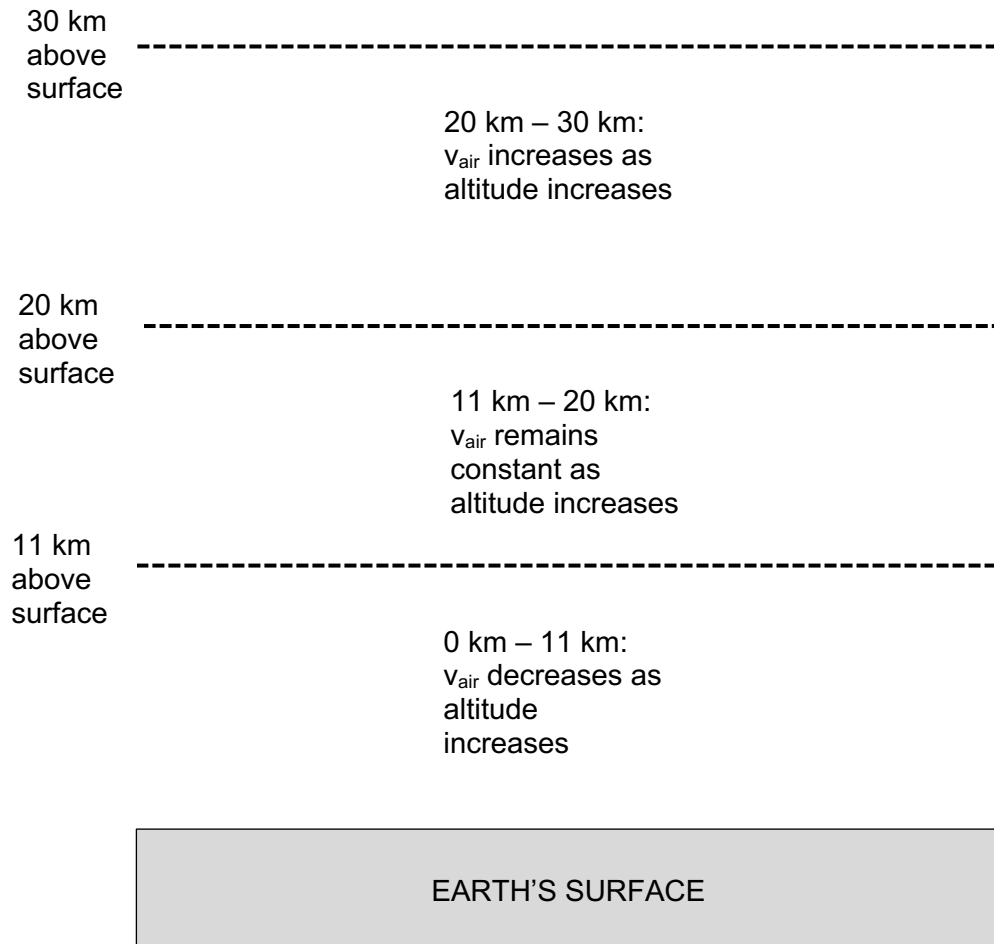 30 km
above
surface
20 km – 30 km:
vair increases as
altitude increases
20 km
above
surface
11 km – 20 km:
vair remains
constant as
altitude increases
11 km
above
surface
0 km – 11 km:
vair decreases as
altitude
increases
EARTH'S SURFACE